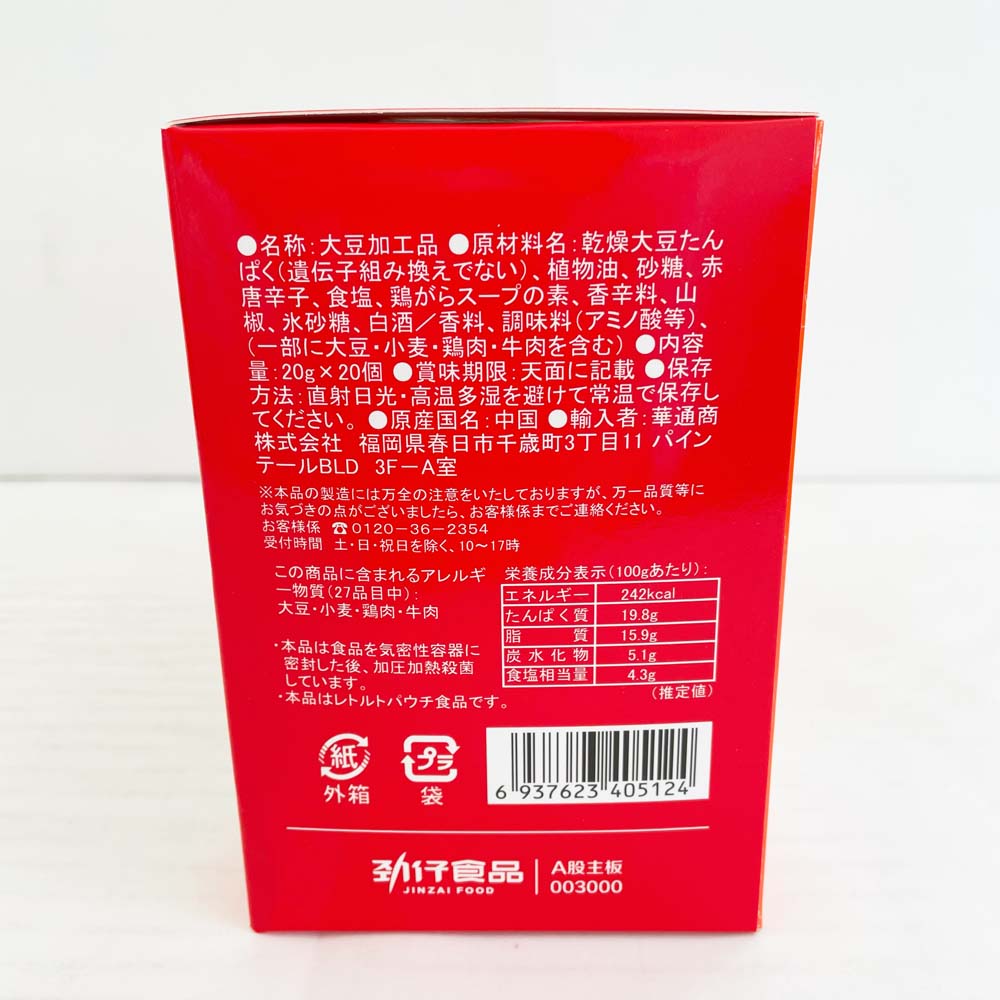 ●名称:大豆加工品 ●原材料名:乾燥大豆たん
ぱく(遺伝子組み換えでない)、植物油、砂糖、赤
唐辛子、食塩、鶏がらスープの素、香辛料、山
椒、氷砂糖、白酒/香料、調味料(アミノ酸等)、
(一部に大豆・小麦・鶏肉・牛肉を含む) ●内容
量:20g×20個 ●賞味期限:天面に記載 ●保存
方法:直射日光・高温多湿を避けて常温で保存し
てください。 ●原産国名:中国 ●輸入者:華通商
株式会社 福岡県春日市千歳町3丁目11 パイン
テールBLD 3F-A室
※本品の製造には万全の注意をいたしておりますが、万一品質等に
お気づきの点がございましたら、お客様係までご連絡ください。
お客様係 ☎0120-36-2354
受付時間 土・日・祝日を除く、10~17時
この商品に含まれるアレルギ
ー物質(27品目中):
大豆・小麦・鶏肉・牛肉
・本品は食品を気密性容器に
密封した後、加圧加熱殺菌
しています。
・本品はレトルトパウチ食品です。
栄養成分表示(100gあたり):
エネルギー 242kcal
たんぱく質 19.8g
脂質 15.9g
炭水化物 5.1g
食塩相当量 4.3g
(推定値)
紙
外箱
プラ
袋
6 937623 405124
劲仔食品
JINZAI FOOD
A股主板
003000